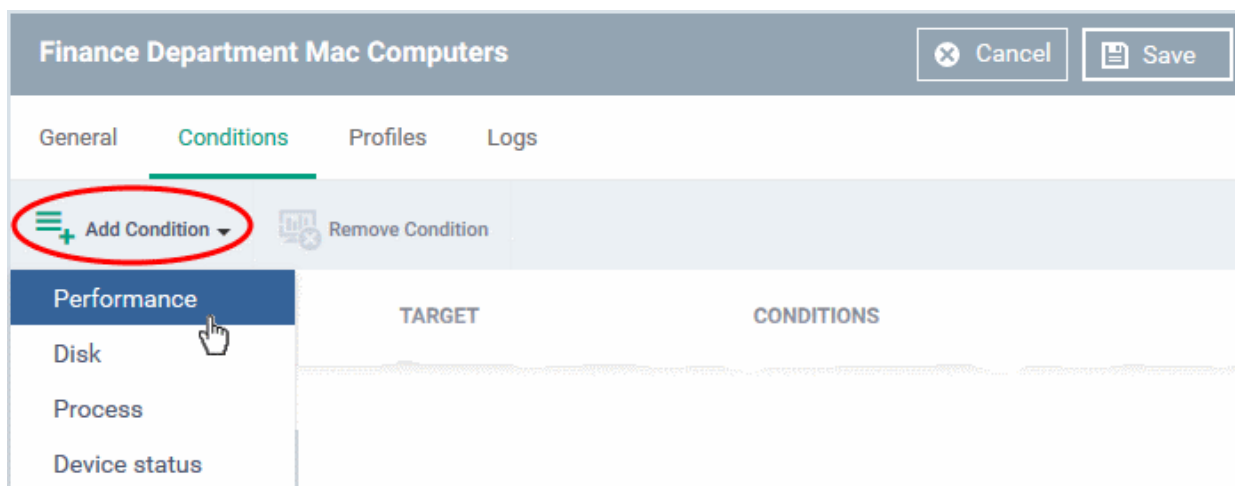 Finance Department Mac Computers
Cancel
Save
General Conditions Profiles Logs
Add Condition Remove Condition
Performance
TARGET CONDITIONS
Disk
Process
Device status